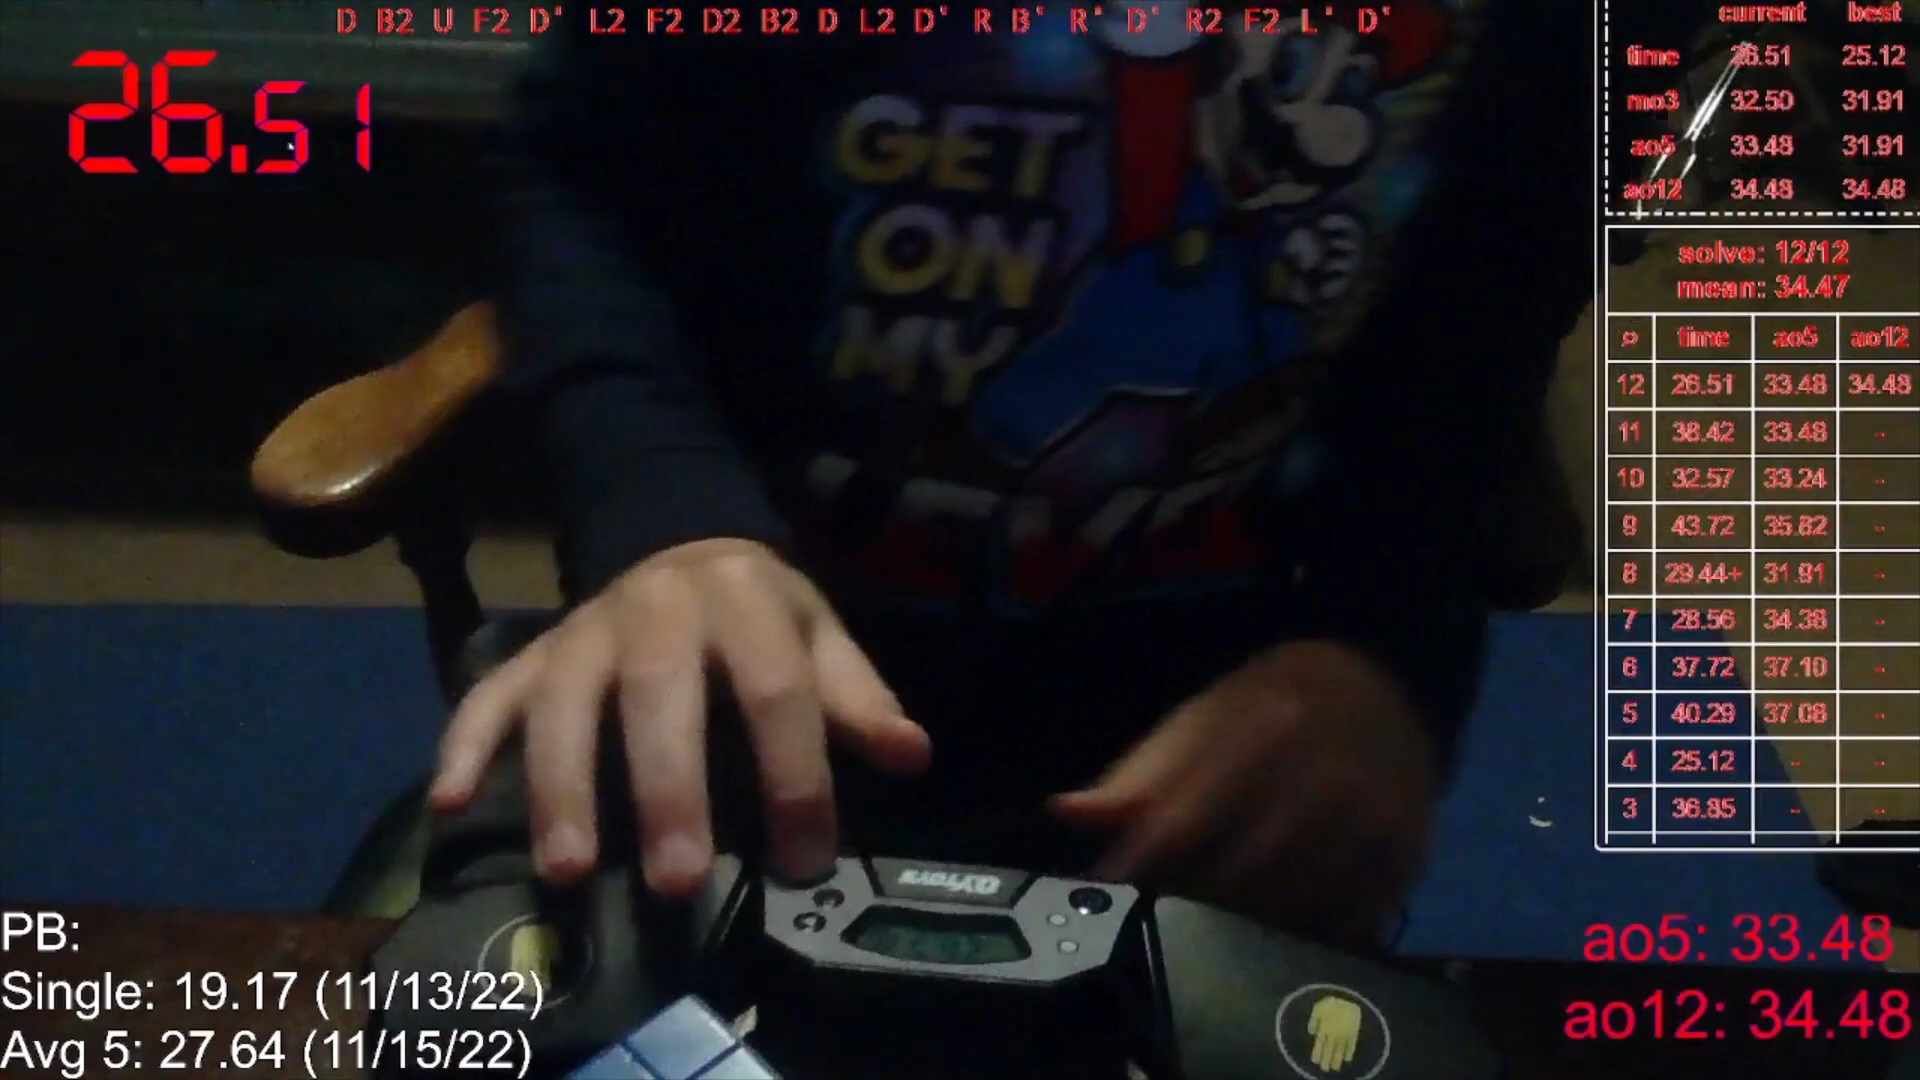 D B2 U F2 D' L2 F2 D2 B2 D L2 D' R B' R' D' R2 F2 L' D'
26.51
current best
time 26.51 25.12
mo3 32.50 31.91
ao5 33.48 31.91
ao12 34.48 34.48
solve: 12/12
mean: 34.47
time ao5 ao12
12 26.51 33.48 34.48
11 38.42 33.48 -
10 32.57 33.24 -
9 43.72 35.82 -
8 29.44+ 31.91 -
7 28.56 34.38 -
6 37.72 37.10 -
5 40.29 37.08 -
4 25.12 - -
3 36.85 - -
GET
ON
MY
QIYTOYS
PB:
Single: 19.17 (11/13/22)
Avg 5: 27.64 (11/15/22)
ao5: 33.48
ao12: 34.48